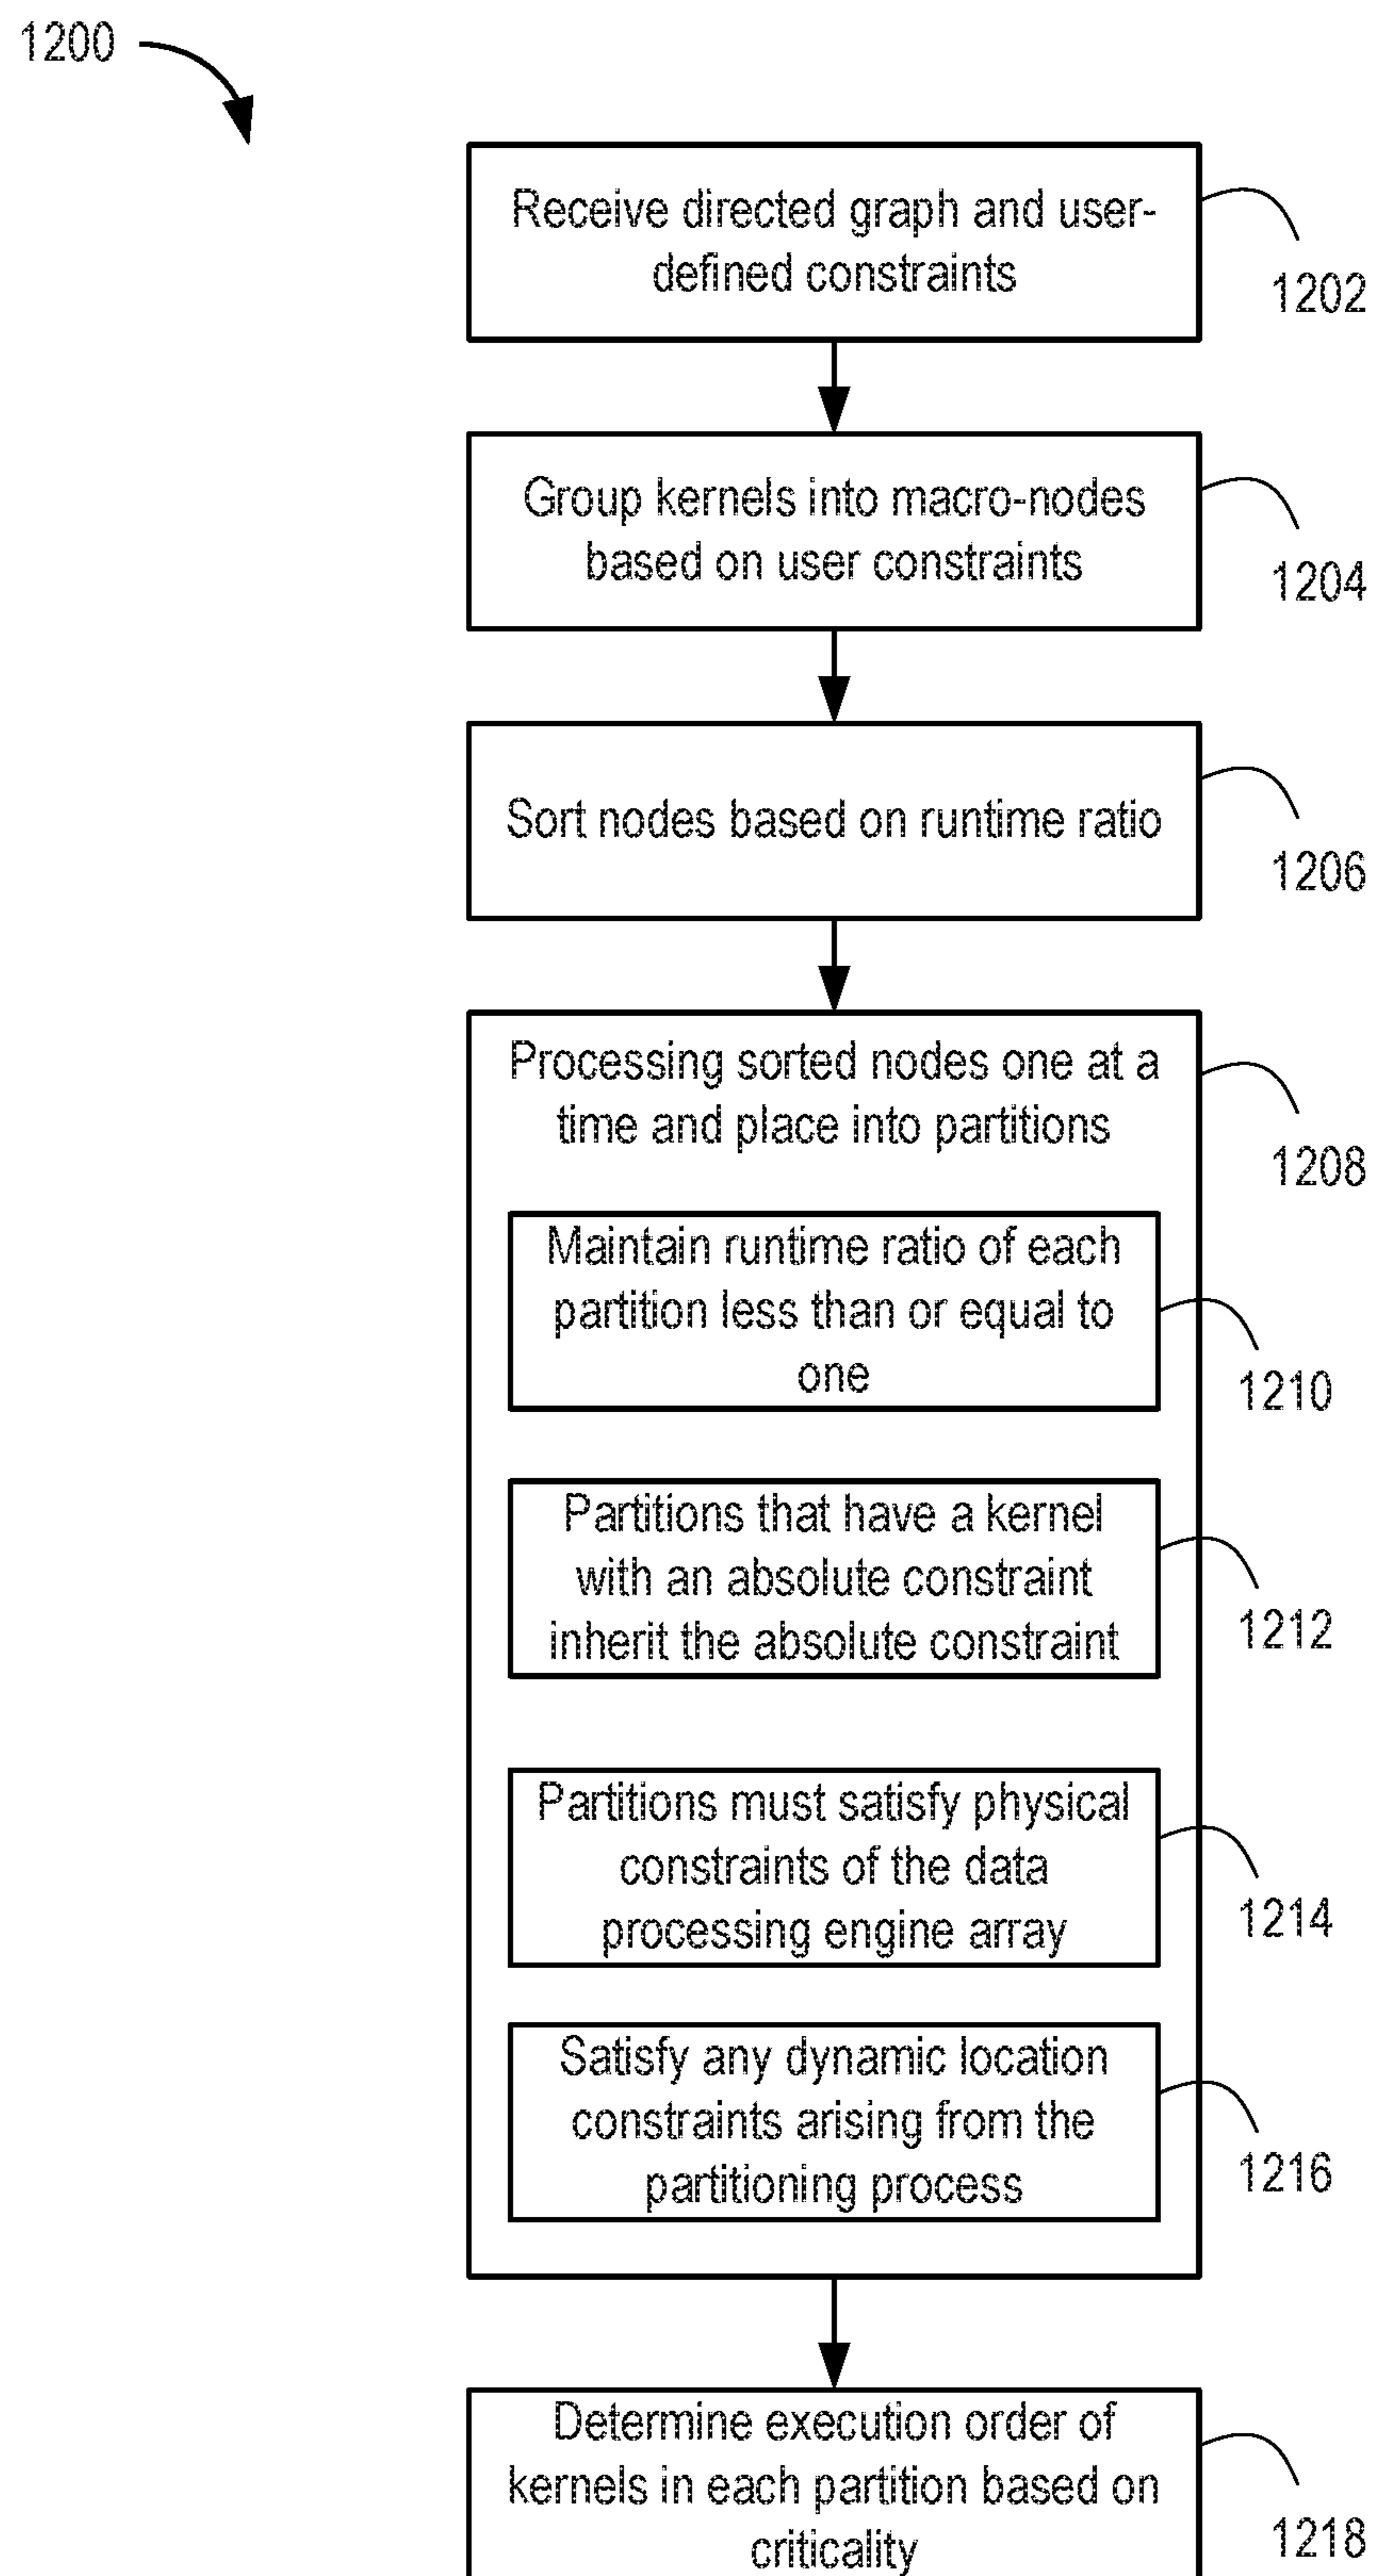 1200
Receive directed graph and user-
defined constraints
1202
Group kernels into macro-nodes
based on user constraints
1204
Sort nodes based on runtime ratio
1206
Processing sorted nodes one at a
time and place into partitions
1208
Maintain runtime ratio of each
partition less than or equal to
one
1210
Partitions that have a kernel
with an absolute constraint
inherit the absolute constraint
1212
Partitions must satisfy physical
constraints of the data
processing engine array
1214
Satisfy any dynamic location
constraints arising from the
partitioning process
1216
Determine execution order of
kernels in each partition based on
criticality
1218